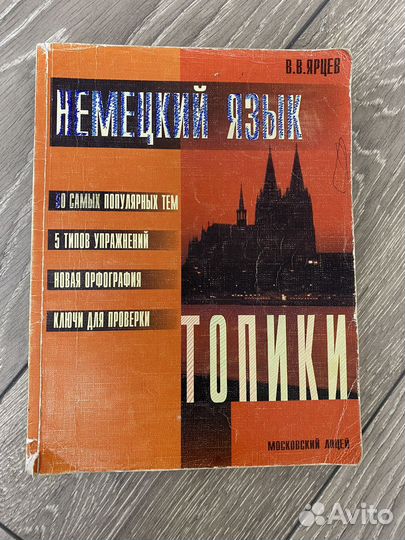 В.В.ЯРЦЕВ
НЕМЕЦКИЙ ЯЗЫК
САМЫХ ПОПУЛЯРНЫХ ТЕМ
5 ТИПОВ УПРАЖНЕНИЙ
НОВАЯ ОРФОГРАФИЯ
КЛЮЧИ ДЛЯ ПРОВЕРКИ
ТОПИКИ
МОСКОВСКИЙ ЛИЦЕЙ
Avito